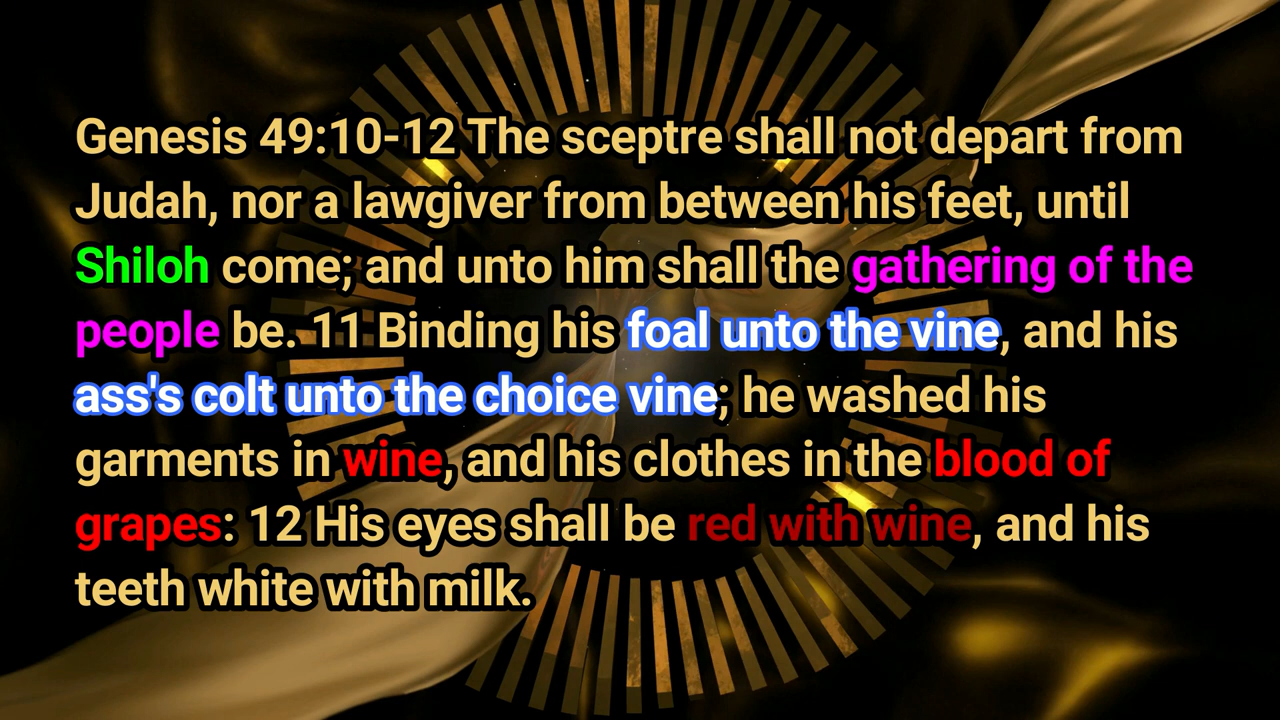 Genesis 49:10-12 The sceptre shall not depart from
Judah, nor a lawgiver from between his feet, until
Shiloh come; and unto him shall the gathering of the
people be. 11 Binding his foal unto the vine, and his
ass's colt unto the choice vine; he washed his
garments in wine, and his clothes in the blood of
grapes: 12 His eyes shall be red with wine, and his
teeth white with milk.